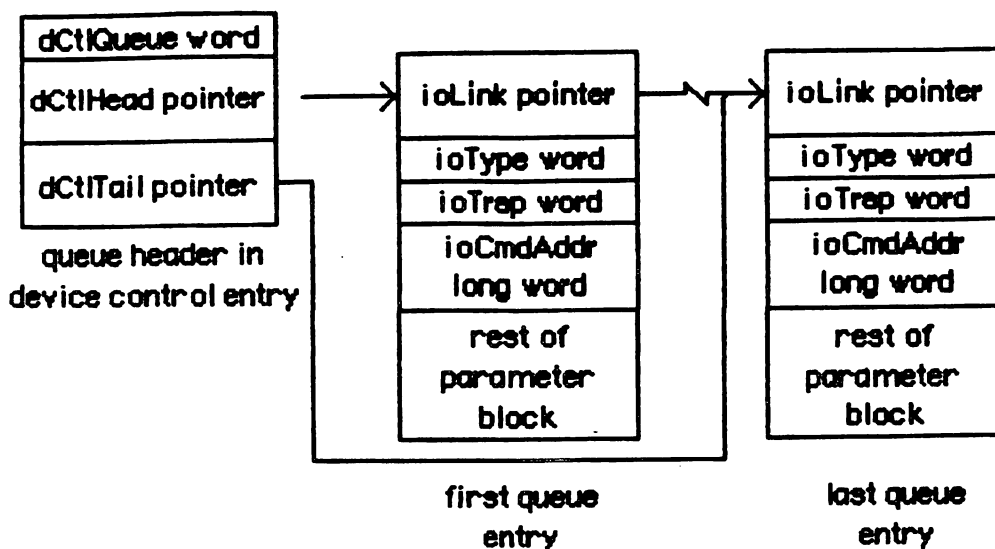 dCtlQueue word
dCtlHead pointer
dCtlTail pointer
queue header in
device control entry
ioLink pointer
ioType word
ioTrap word
ioCmdAddr
long word
rest of
parameter
block
first queue
entry
ioLink pointer
ioType word
ioTrap word
ioCmdAddr
long word
rest of
parameter
block
last queue
entry